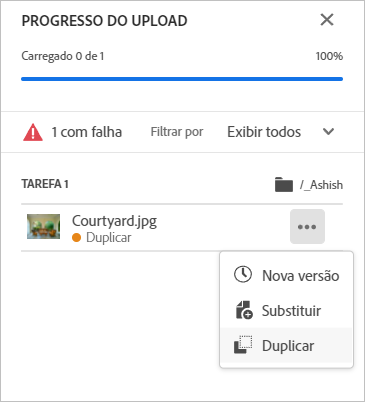 PROGRESSO DO UPLOAD
Carregado 0 de 1 100%
1 com falha Filtrar por Exibir todos
TAREFA 1 /_Ashish
Courtyard.jpg
Duplicar
Nova versão
Substituir
Duplicar